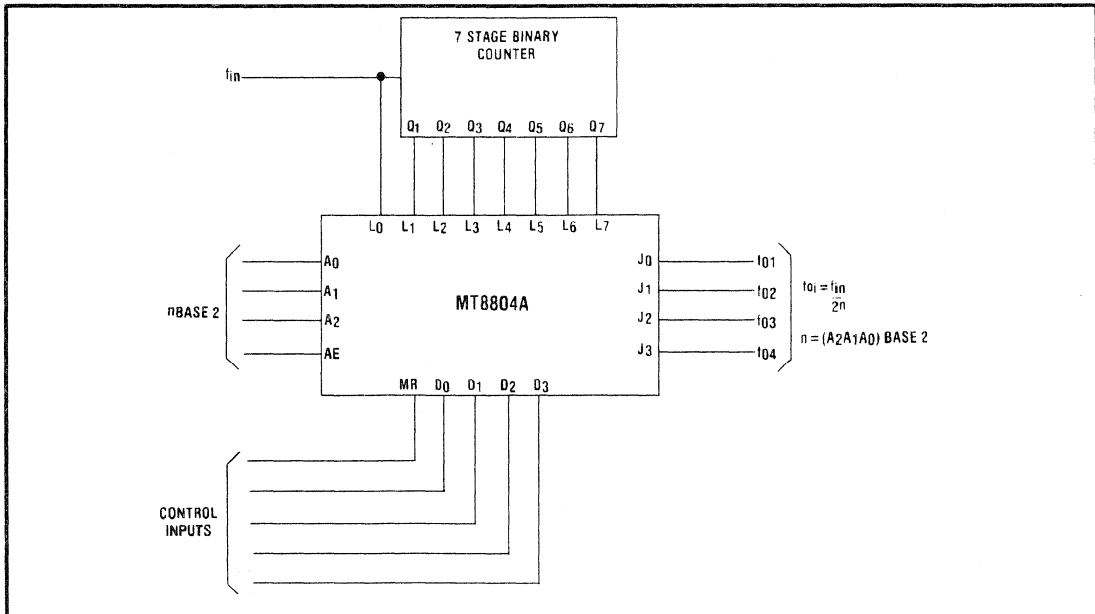 7 STAGE BINARY
COUNTER
fin
Q1 Q2 Q3 Q4 Q5 Q6 Q7
L0 L1 L2 L3 L4 L5 L6 L7
A0
A1
A2
AE
nBASE 2
MT8804A
J0
J1
J2
J3
f01
f02
f03
f04
f0i = fin
2n
n = (A2A1A0) BASE 2
MR D0 D1 D2 D3
CONTROL
INPUTS